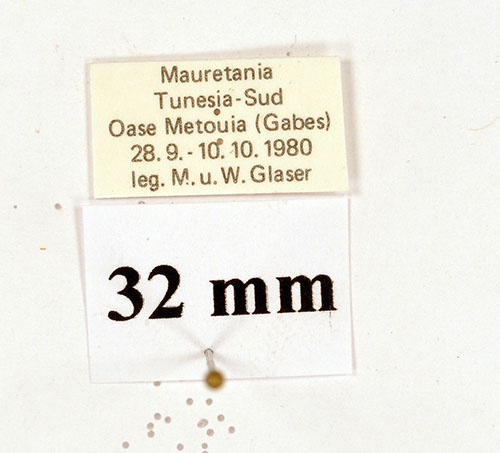 Mauretania
Tunesia-Sud
Oase Metouia (Gabes)
28. 9. - 10. 10. 1980
leg. M. u. W. Glaser
32 mm